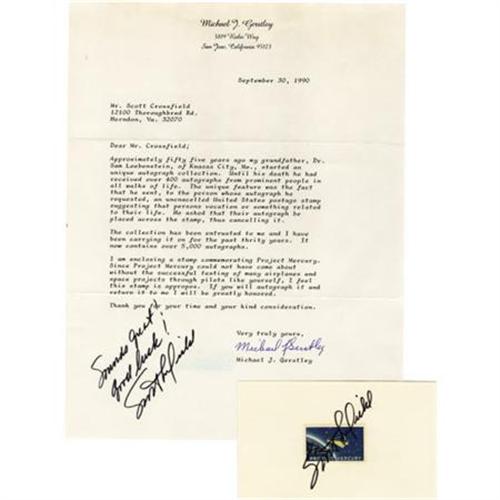 Michael J. Gerstley
San Jose, California 95123
September 30, 1990
Mr. Scott Crossfield
12100 Thoroughbred Rd.
Herndon, Va. 32070
Dear Mr. Crossfield;
Approximately fifty five years ago my grandfather, Dr.
Sam Loebenstein, of Kansas City, Mo., started an
unique autograph collection. Until his death he had
received over 400 autographs from prominent people in
all walks of life. The unique feature was the fact
that he sent, to the person whose autograph he
requested, an uncancelled United States postage stamp
suggesting that persons vocation or something related
to their life. He asked that their autograph be
placed across the stamp, thus cancelling it.
The collection has been entrusted to me and I have
been carrying it on for the past thrity years. It
now contains over 5,000 autographs.
I am enclosing a stamp commemorating Project Mercury.
Since Project Mercury could not have come about
without the successful testing of many airplanes and
space projects through pilots like yourself, I feel
this stamp is appropos. If you will autograph it and
return it to me I will be greatly honored.
Thank you for your time and your kind consideration.
Very truly yours,
Michael Gerstley
Michael J. Gerstley
Sounds great!
good luck!
Scott Crossfield
Scott Crossfield
PROJECT MERCURY